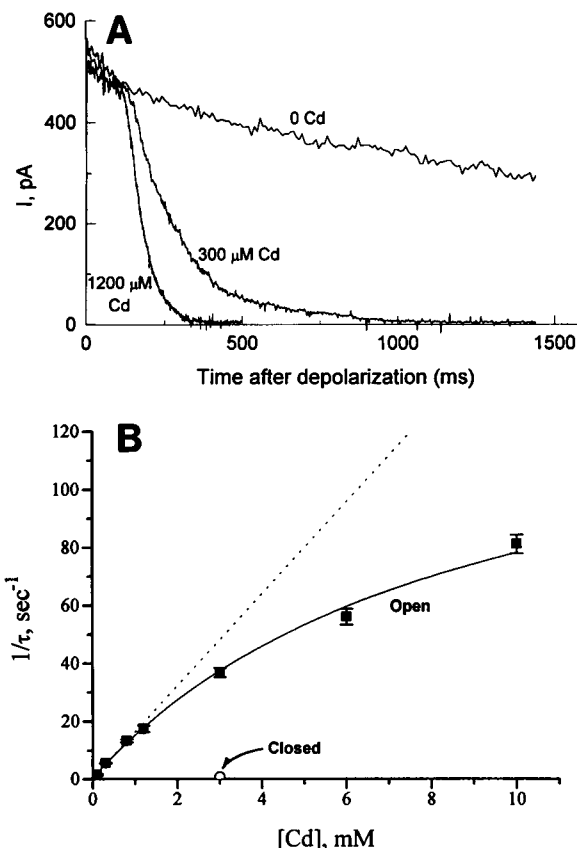 A
600
400
200
0
I, pA
0 Cd
300 μM Cd
1200 μM
Cd
0
500
1000
1500
Time after depolarization (ms)
B
120
100
80
60
40
20
0
1/τ, sec-1
Open
Closed
0
2
4
6
8
10
[Cd], mM